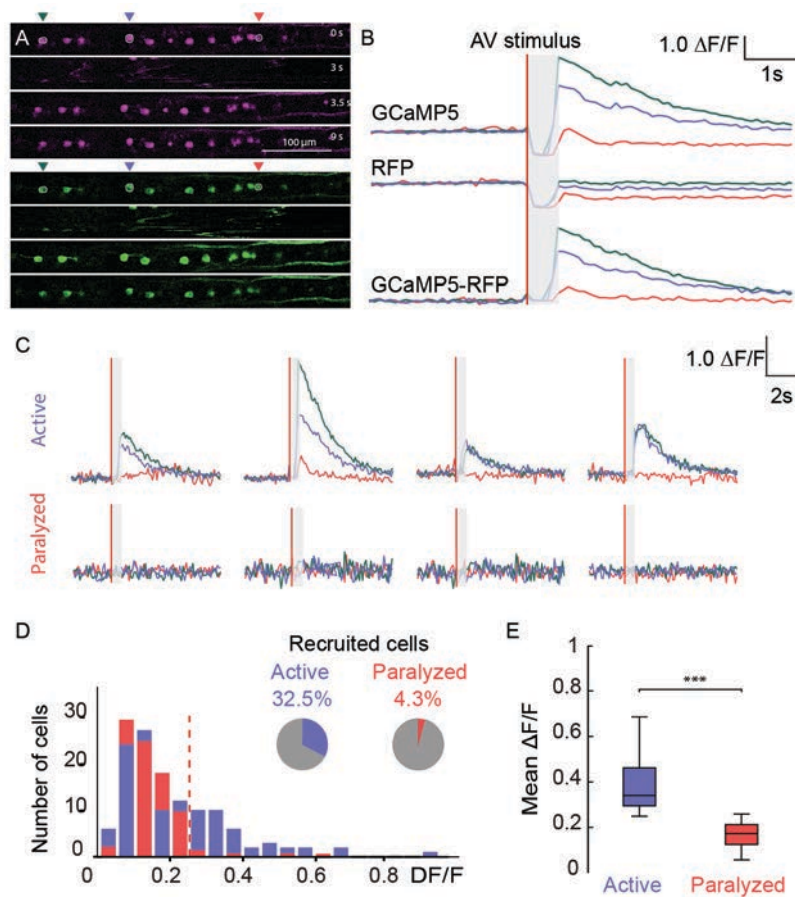 A
0 s
3 s
3.5 s
9 s
100 µm
B
AV stimulus
1.0 ΔF/F
1s
GCaMP5
RFP
GCaMP5-RFP
C
1.0 ΔF/F
2s
Active
Paralyzed
D
Recruited cells
Active
32.5%
Paralyzed
4.3%
Number of cells
30
20
10
0
0 0.2 0.4 0.6 0.8 DF/F
E
Mean ΔF/F
1
0.8
0.6
0.4
0.2
0
***
Active
Paralyzed